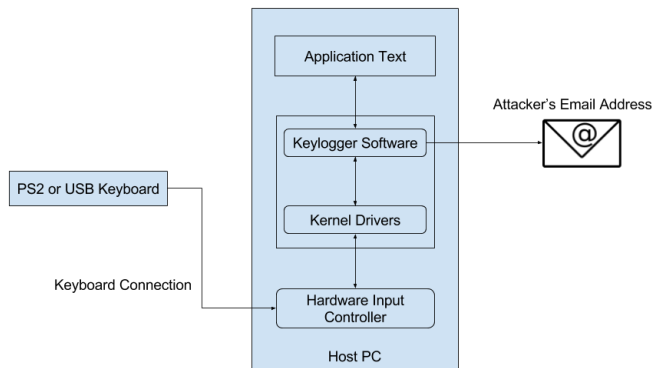 Application Text
Attacker's Email Address
@
Keylogger Software
PS2 or USB Keyboard
Kernel Drivers
Keyboard Connection
Hardware Input
Controller
Host PC